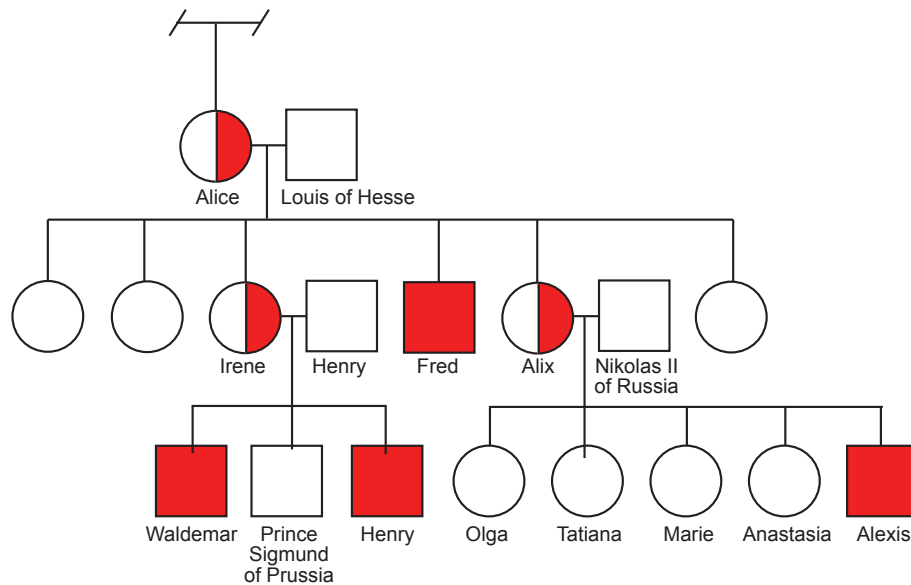 Alice
Louis of Hesse
Irene
Henry
Fred
Alix
Nikolas II
of Russia
Waldemar
Prince
Sigmund
of Prussia
Henry
Olga
Tatiana
Marie
Anastasia
Alexis